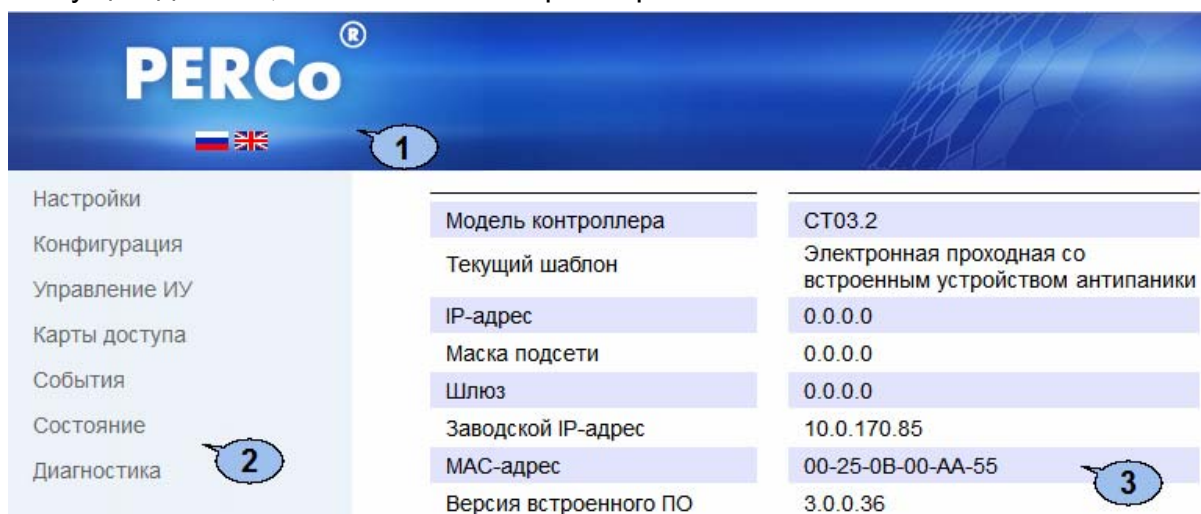 PERCo®
1
Настройки
Конфигурация
Управление ИУ
Карты доступа
События
Состояние
Диагностика
2
Модель контроллера CT03.2
Текущий шаблон Электронная проходная со
встроенным устройством антипаники
IP-адрес 0.0.0.0
Маска подсети 0.0.0.0
Шлюз 0.0.0.0
Заводской IP-адрес 10.0.170.85
MAC-адрес 00-25-0B-00-AA-55
3
Версия встроенного ПО 3.0.0.36